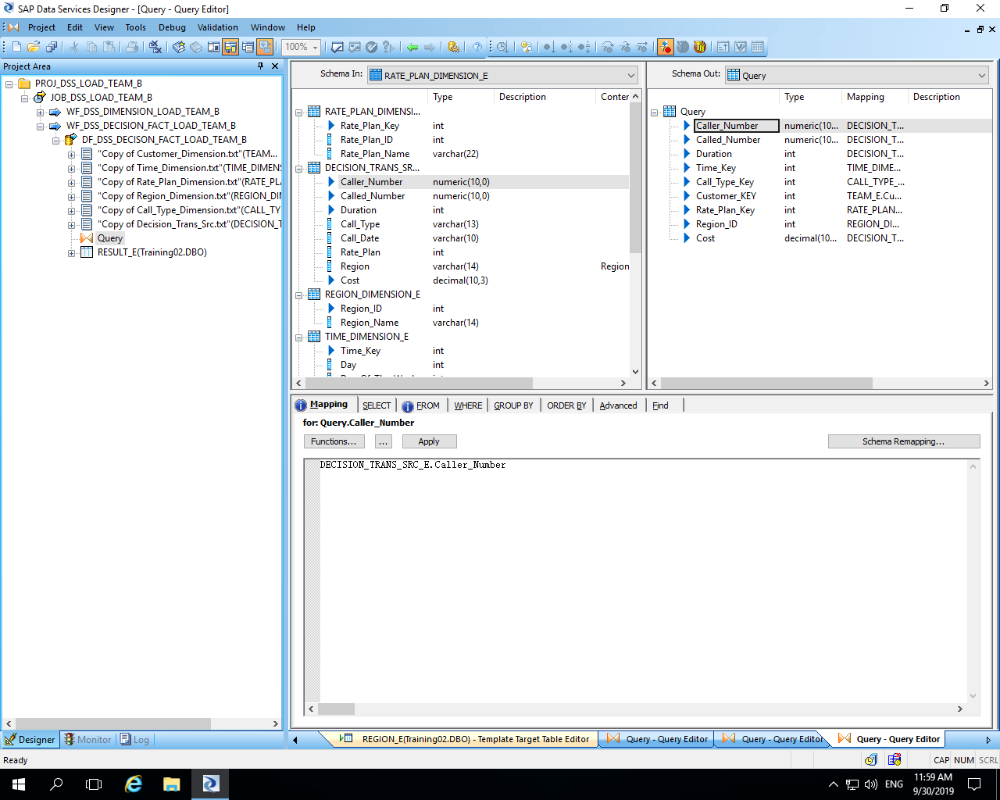 SAP Data Services Designer - [Query - Query Editor]
Project Edit View Tools Debug Validation Window Help
100%
Project Area
PROJ_DSS_LOAD_TEAM_B
JOB_DSS_LOAD_TEAM_B
WF_DSS_DIMENSION_LOAD_TEAM_B
WF_DSS_DECISION_FACT_LOAD_TEAM_B
DF_DSS_DECISON_FACT_LOAD_TEAM_B
"Copy of Customer_Dimension.txt"(TEAM...
"Copy of Time_Dimension.txt"(TIME_DIMEN
"Copy of Rate_Plan_Dimension.txt"(RATE_PL
"Copy of Region_Dimension.txt"(REGION_DI
"Copy of Call_Type_Dimension.txt"(CALL_TY
"Copy of Decision_Trans_Src.txt"(DECISION_T
Query
RESULT_E(Training02.DBO)
Designer Monitor Log
Schema In: RATE_PLAN_DIMENSION_E
Type Description Conter
RATE_PLAN_DIMENSI...
Rate_Plan_Key int
Rate_Plan_ID int
Rate_Plan_Name varchar(22)
DECISION_TRANS_SR...
Caller_Number numeric(10,0)
Called_Number numeric(10,0)
Duration int
Call_Type varchar(13)
Call_Date varchar(10)
Rate_Plan int
Region varchar(14) Region
Cost decimal(10,3)
REGION_DIMENSION_E
Region_ID int
Region_Name varchar(14)
TIME_DIMENSION_E
Time_Key int
Day int
Schema Out: Query
Type Mapping Description
Query
Caller_Number numeric(10... DECISION_T...
Called_Number numeric(10... DECISION_T...
Duration int DECISION_T...
Time_Key int TIME_DIME...
Call_Type_Key int CALL_TYPE_...
Customer_KEY int TEAM_E.Cu...
Rate_Plan_Key int RATE_PLAN...
Region_ID int REGION_DI...
Cost decimal(10... DECISION_T...
Mapping SELECT FROM WHERE GROUP BY ORDER BY Advanced Find
for: Query.Caller_Number
Functions... ... Apply Schema Remapping...
DECISION_TRANS_SRC_E.Caller_Number
REGION_E(Training02.DBO) - Template Target Table Editor Query - Query Editor Query - Query Editor Query - Query Editor
Ready CAP NUM SCRL
ENG 11:59 AM
9/30/2019